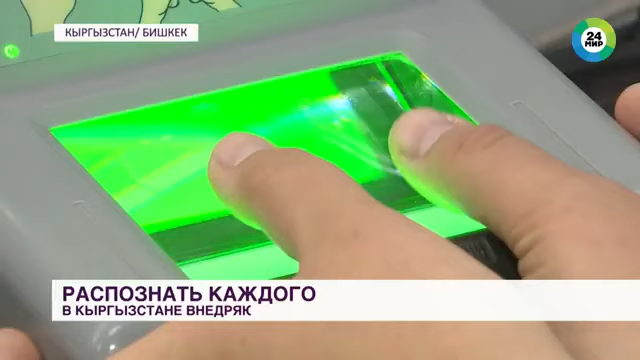 КЫРГЫЗСТАН/ БИШКЕК
24
МИР
РАСПОЗНАТЬ КАЖДОГО
В КЫРГЫЗСТАНЕ ВНЕДРЯК